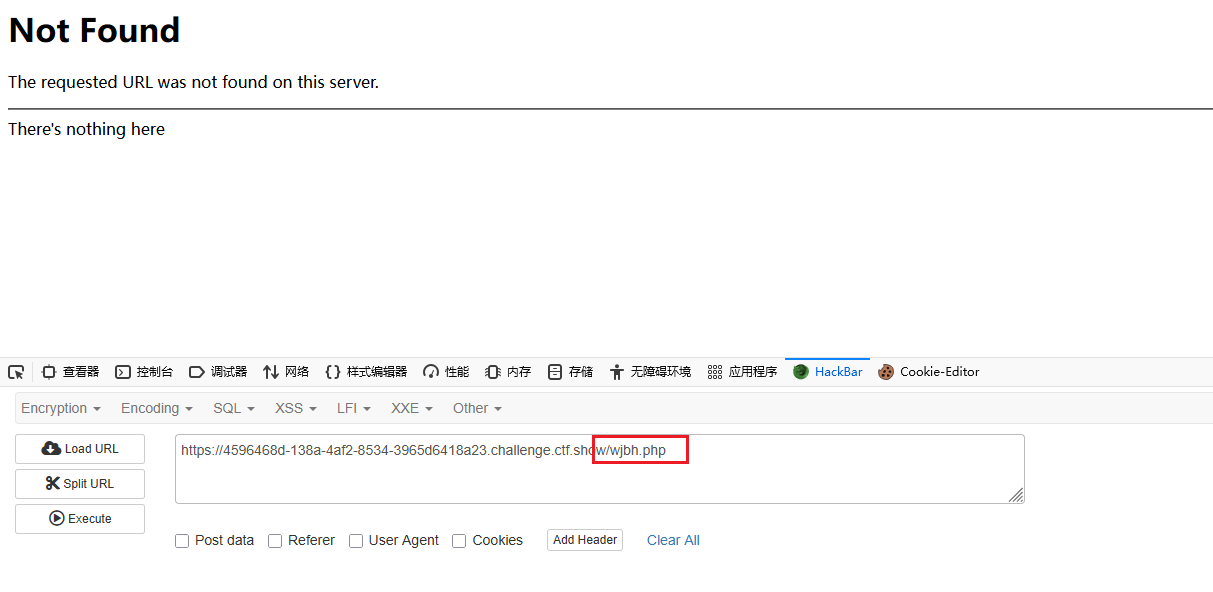 Not Found
The requested URL was not found on this server.
There's nothing here
查看器 控制台 调试器 网络 样式编辑器 性能 内存 存储 无障碍环境 应用程序 HackBar Cookie-Editor
Encryption Encoding SQL XSS LFI XXE Other
Load URL
https://4596468d-138a-4af2-8534-3965d6418a23.challenge.ctf.show/wjbh.php
Split URL
Execute
Post data Referer User Agent Cookies Add Header Clear All